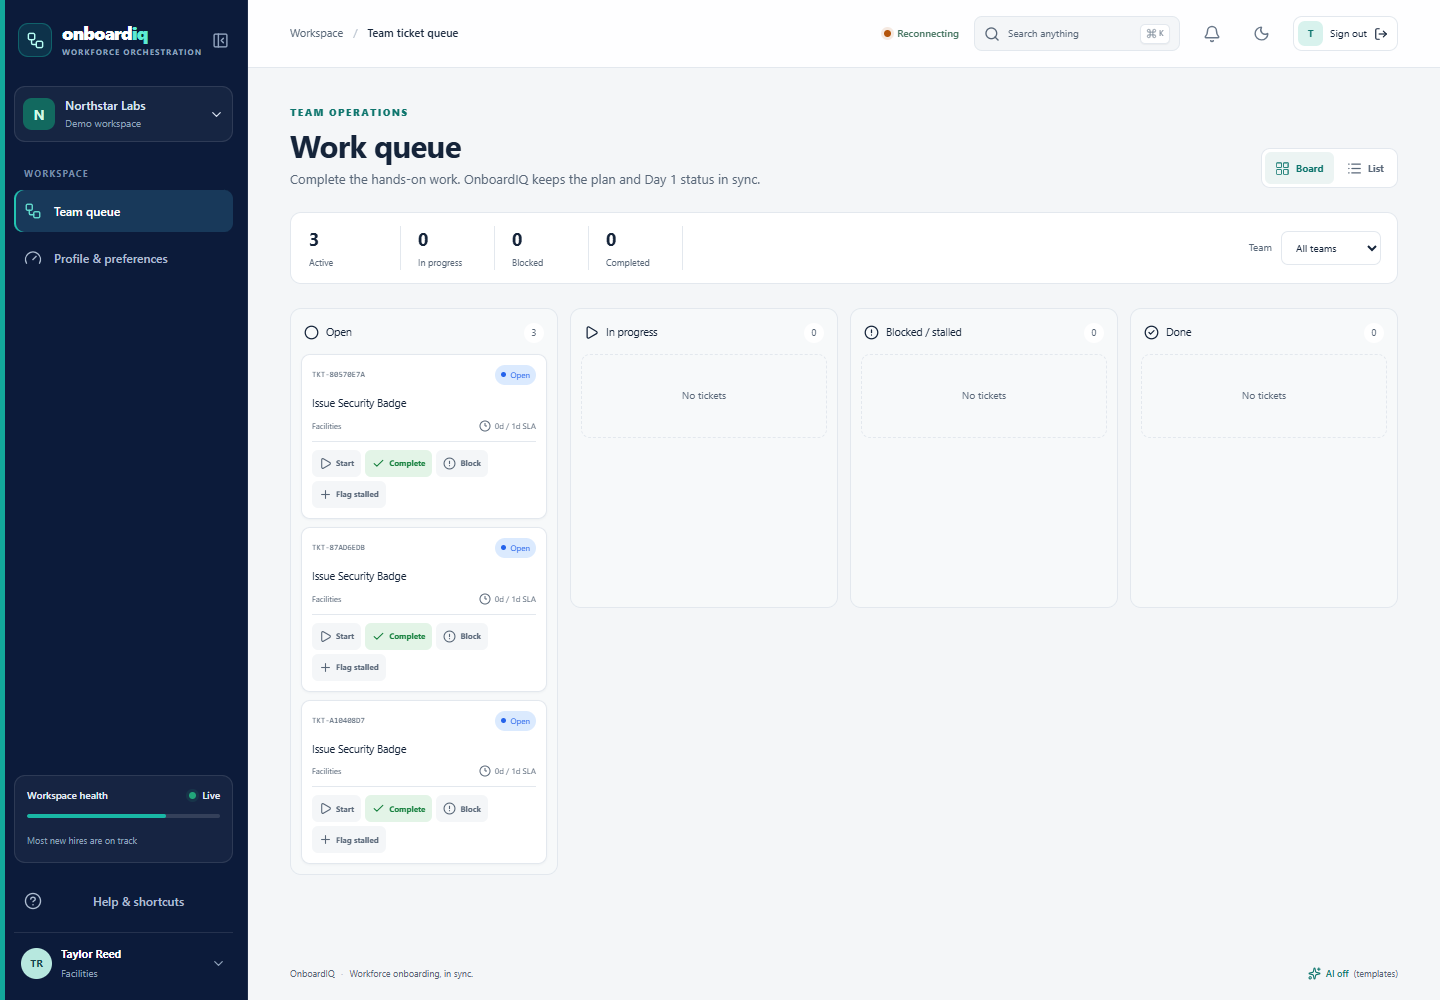 onboardiq
WORKFORCE ORCHESTRATION
N
Northstar Labs
Demo workspace
WORKSPACE
Team queue
Profile & preferences
Workspace health
Live
Most new hires are on track
Help & shortcuts
TR
Taylor Reed
Facilities
Workspace / Team ticket queue
Reconnecting
Search anything
⌘ K
T
Sign out
TEAM OPERATIONS
Work queue
Complete the hands-on work. OnboardIQ keeps the plan and Day 1 status in sync.
Board
List
3
Active
0
In progress
0
Blocked
0
Completed
Team
All teams
Open
3
TKT-80570E7A
Open
Issue Security Badge
Facilities
0d / 1d SLA
Start
Complete
Block
Flag stalled
TKT-87AD6EDB
Open
Issue Security Badge
Facilities
0d / 1d SLA
Start
Complete
Block
Flag stalled
TKT-A10408D7
Open
Issue Security Badge
Facilities
0d / 1d SLA
Start
Complete
Block
Flag stalled
In progress
0
No tickets
Blocked / stalled
0
No tickets
Done
0
No tickets
OnboardIQ · Workforce onboarding, in sync.
AI off (templates)